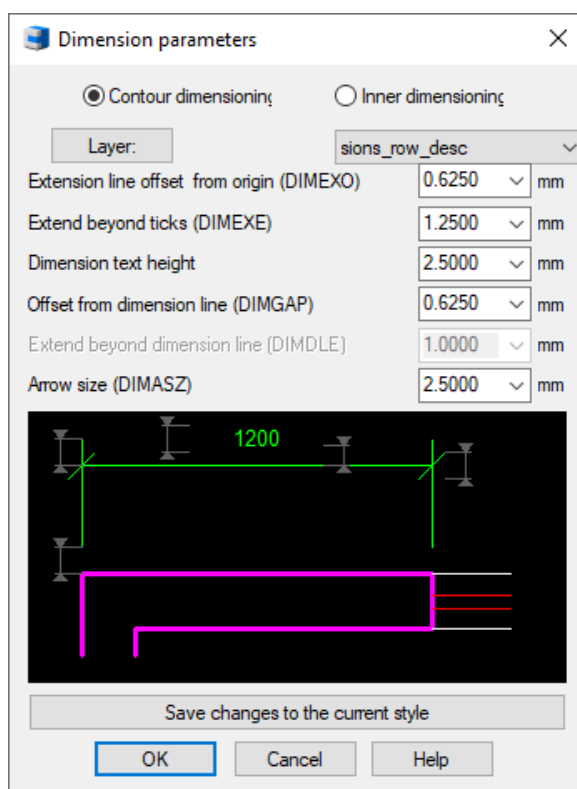 Dimension parameters
Contour dimensioning Inner dimensioning
Layer: sions_row_desc
Extension line offset from origin (DIMEXO) 0.6250 mm
Extend beyond ticks (DIMEXE) 1.2500 mm
Dimension text height 2.5000 mm
Offset from dimension line (DIMGAP) 0.6250 mm
Extend beyond dimension line (DIMDLE) 1.0000 mm
Arrow size (DIMASZ) 2.5000 mm
1200
Save changes to the current style
OK Cancel Help